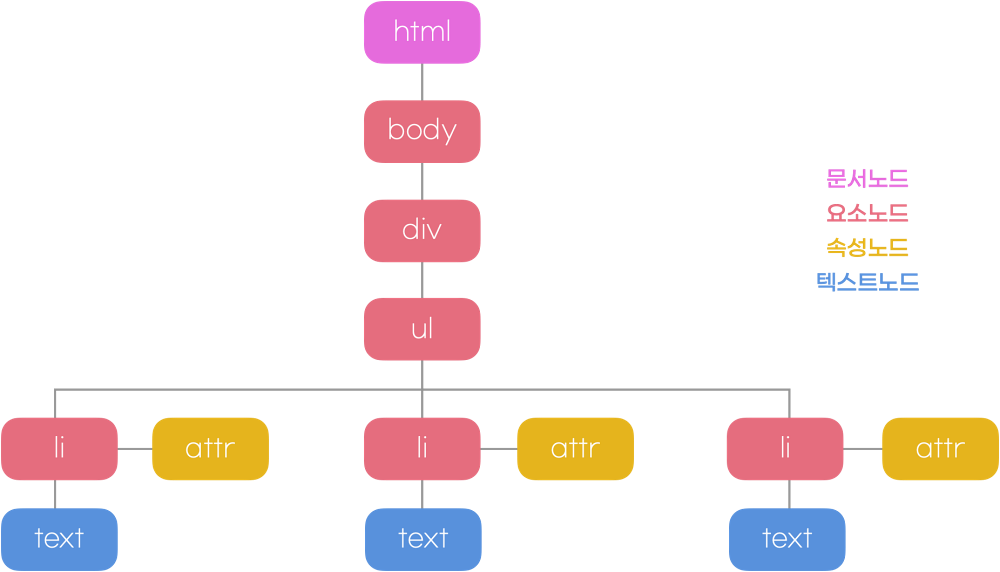 html
body
div
ul
li attr li attr li attr
text text text
문서노드
요소노드
속성노드
텍스트노드